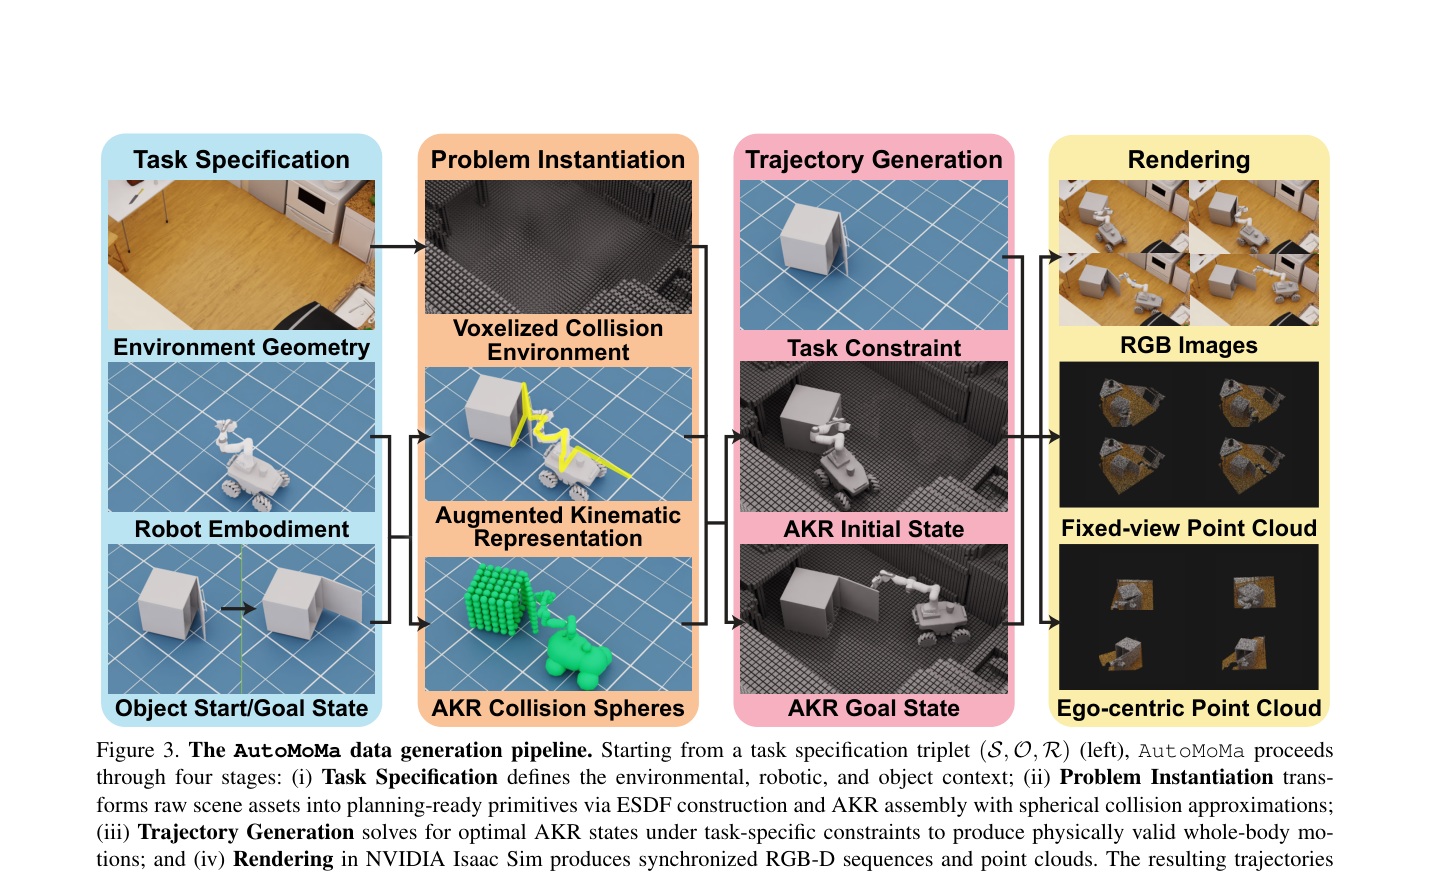 Task Specification
Environment Geometry
Robot Embodiment
Object Start/Goal State
Problem Instantiation
Voxelized Collision
Environment
Augmented Kinematic
Representation
AKR Collision Spheres
Trajectory Generation
Task Constraint
AKR Initial State
AKR Goal State
Rendering
RGB Images
Fixed-view Point Cloud
Ego-centric Point Cloud
Figure 3. The AutoMoMa data generation pipeline. Starting from a task specification triplet (𝒮, 𝒪, ℛ) (left), AutoMoMa proceeds
through four stages: (i) Task Specification defines the environmental, robotic, and object context; (ii) Problem Instantiation trans-
forms raw scene assets into planning-ready primitives via ESDF construction and AKR assembly with spherical collision approximations;
(iii) Trajectory Generation solves for optimal AKR states under task-specific constraints to produce physically valid whole-body mo-
tions; and (iv) Rendering in NVIDIA Isaac Sim produces synchronized RGB-D sequences and point clouds. The resulting trajectories